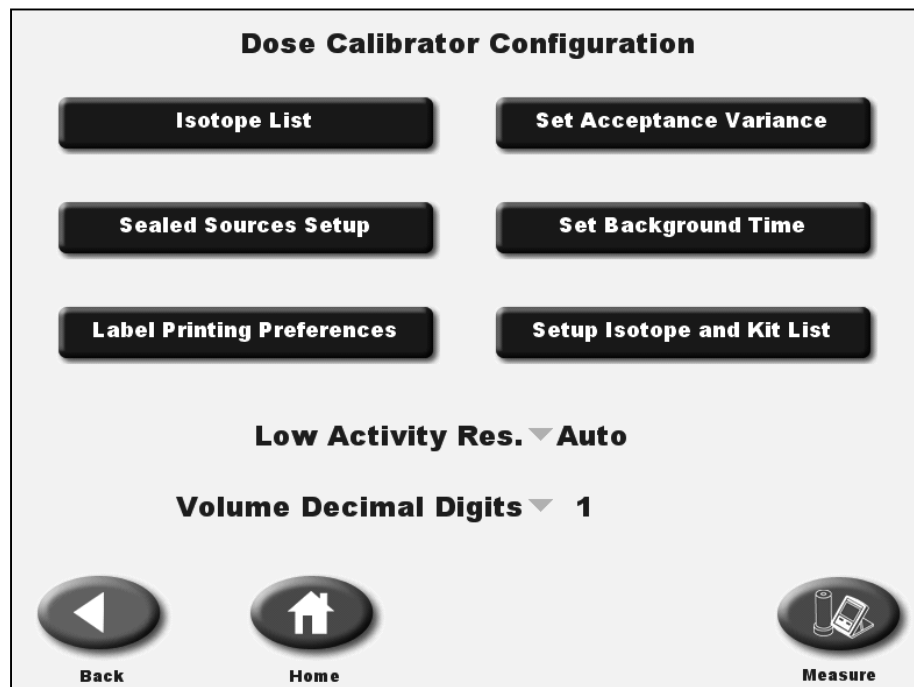 Dose Calibrator Configuration
Isotope List
Set Acceptance Variance
Sealed Sources Setup
Set Background Time
Label Printing Preferences
Setup Isotope and Kit List
Low Activity Res. Auto
Volume Decimal Digits 1
Back
Home
Measure